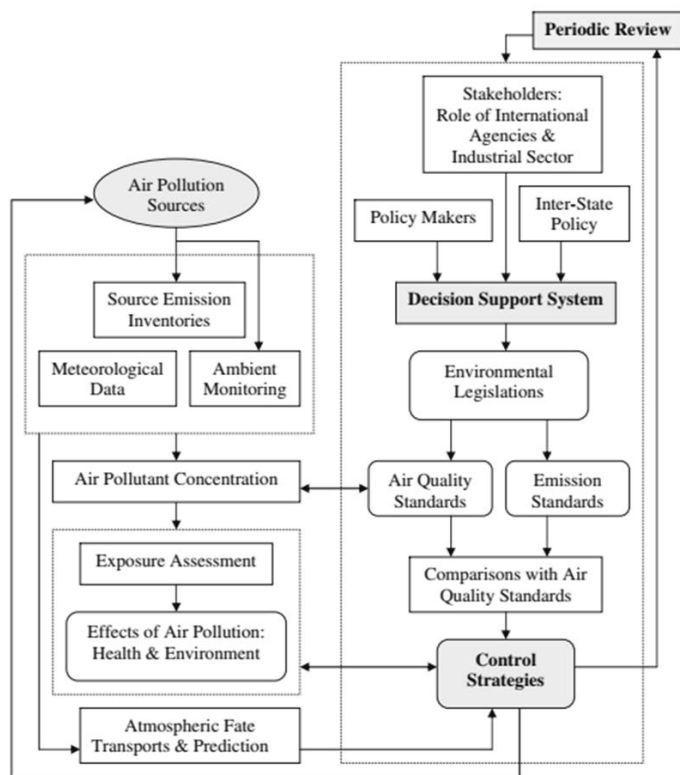 Periodic Review
Stakeholders:
Role of International
Agencies &
Industrial Sector
Air Pollution
Sources
Policy Makers
Inter-State
Policy
Source Emission
Inventories
Decision Support System
Meteorological
Data
Ambient
Monitoring
Environmental
Legislations
Air Pollutant Concentration
Air Quality
Standards
Emission
Standards
Exposure Assessment
Comparisons with Air
Quality Standards
Effects of Air Pollution:
Health & Environment
Control
Strategies
Atmospheric Fate
Transports & Prediction